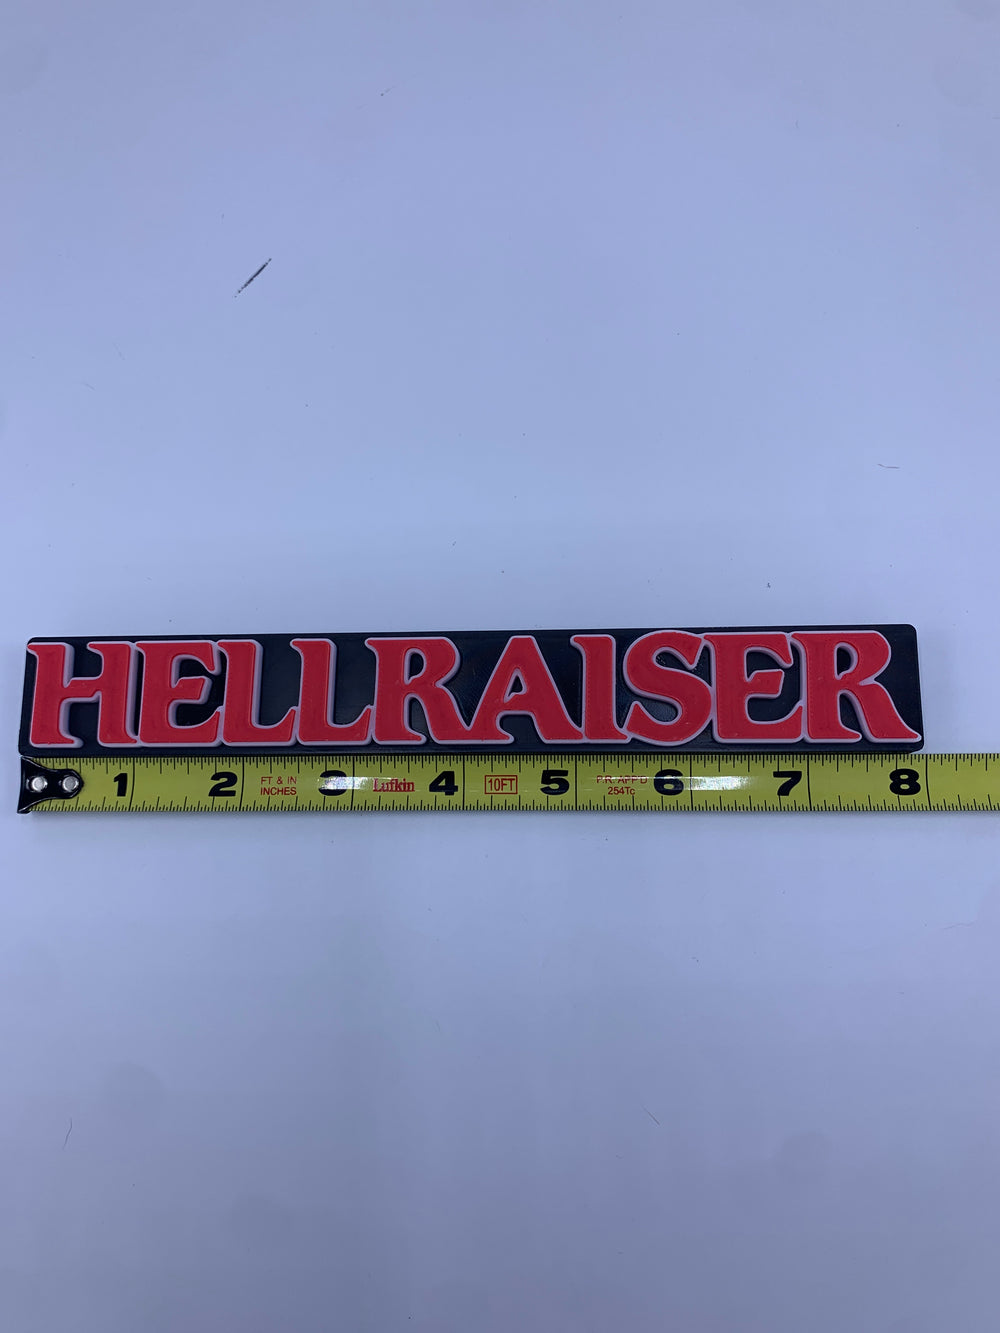 HELLRAISER
1 2 FT & IN 3 Lufkin 4 10FT 5 P.R. APP'D 6 7 8
INCHES 254Tc